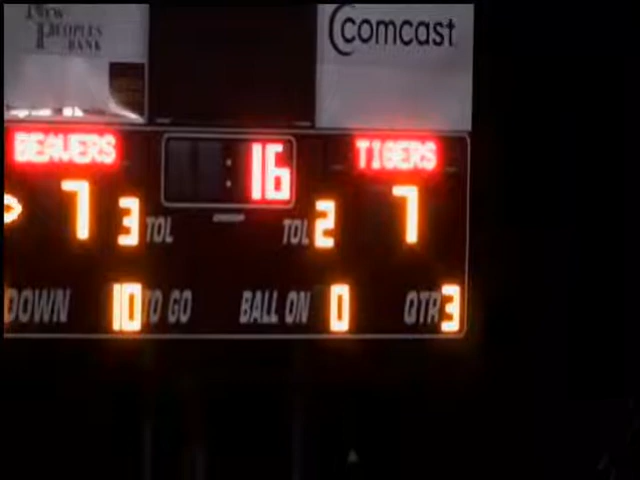 New
Peoples
Bank
comcast
BEAVERS :16 TIGERS
7 3 TOL TOL 2 7
DOWN 10 TO GO BALL ON 0 QTR 3